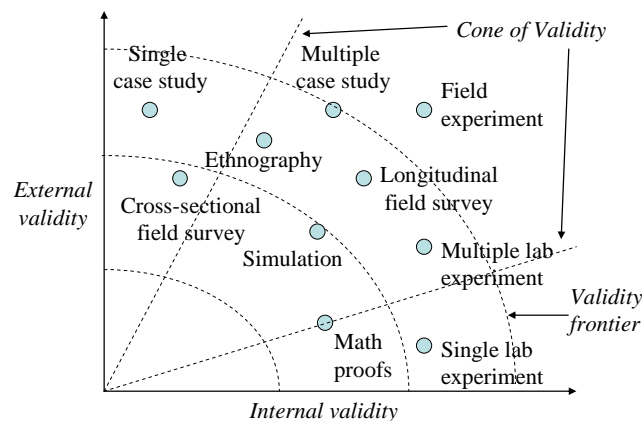 Single
case study
Multiple
case study
Cone of Validity
Field
experiment
Ethnography
External
validity
Cross-sectional
field survey
Longitudinal
field survey
Simulation
Multiple lab
experiment
Validity
frontier
Math
proofs
Single lab
experiment
Internal validity